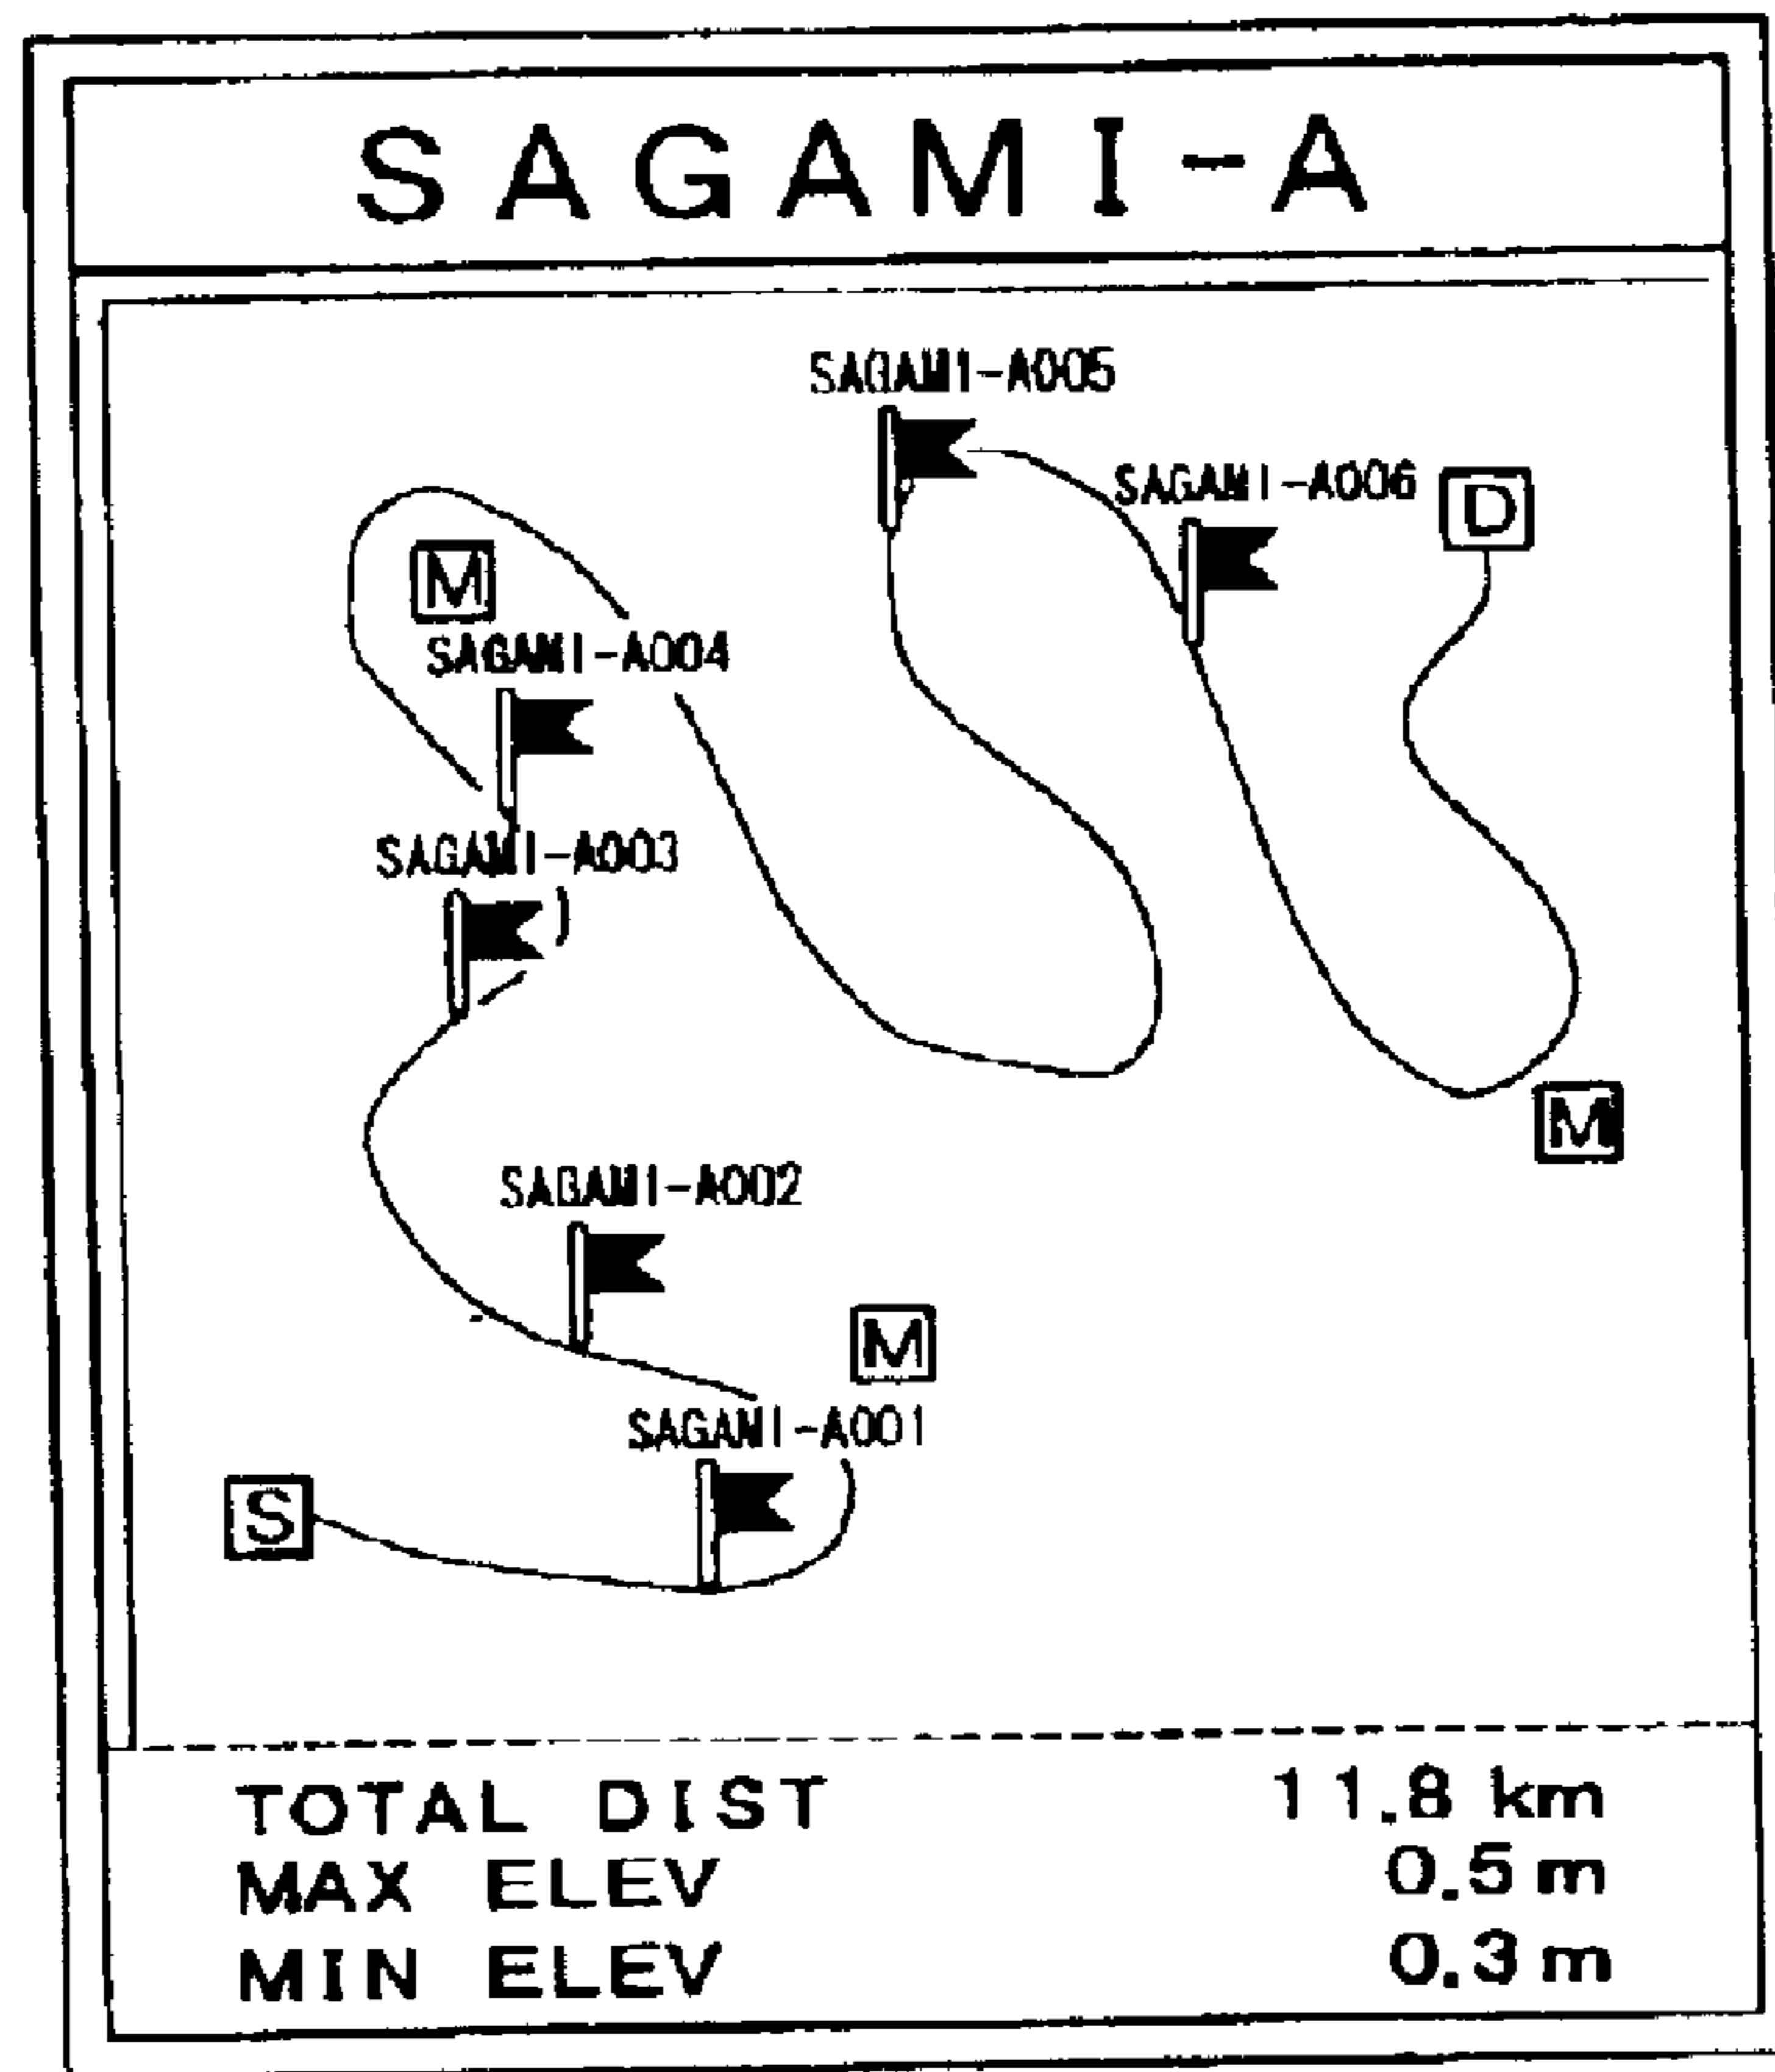 SAGAMI-A
SAGAMI-A005
SAGAMI-A006
D
M
SAGAMI-A004
SAGAMI-A003
M
SAGAMI-A002
M
SAGAMI-A001
S
TOTAL DIST 11.8 km
MAX ELEV 0.5 m
MIN ELEV 0.3 m